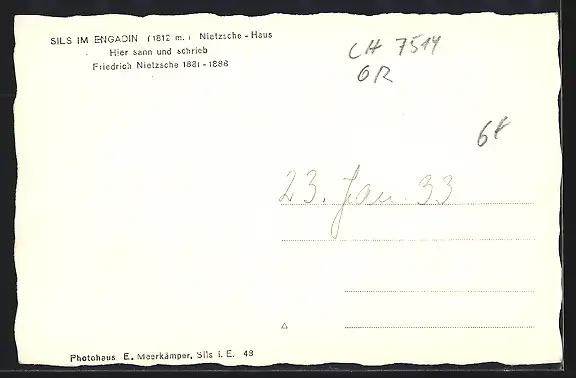 SILS IM ENGADIN (1812 m.) Nietzsche-Haus
Hier sann und schrieb
Friedrich Nietzsche 1881-1888
CH 7514
GR
6F
23. Jan. 33
Photohaus E. Meerkämper, Sils i. E. 48